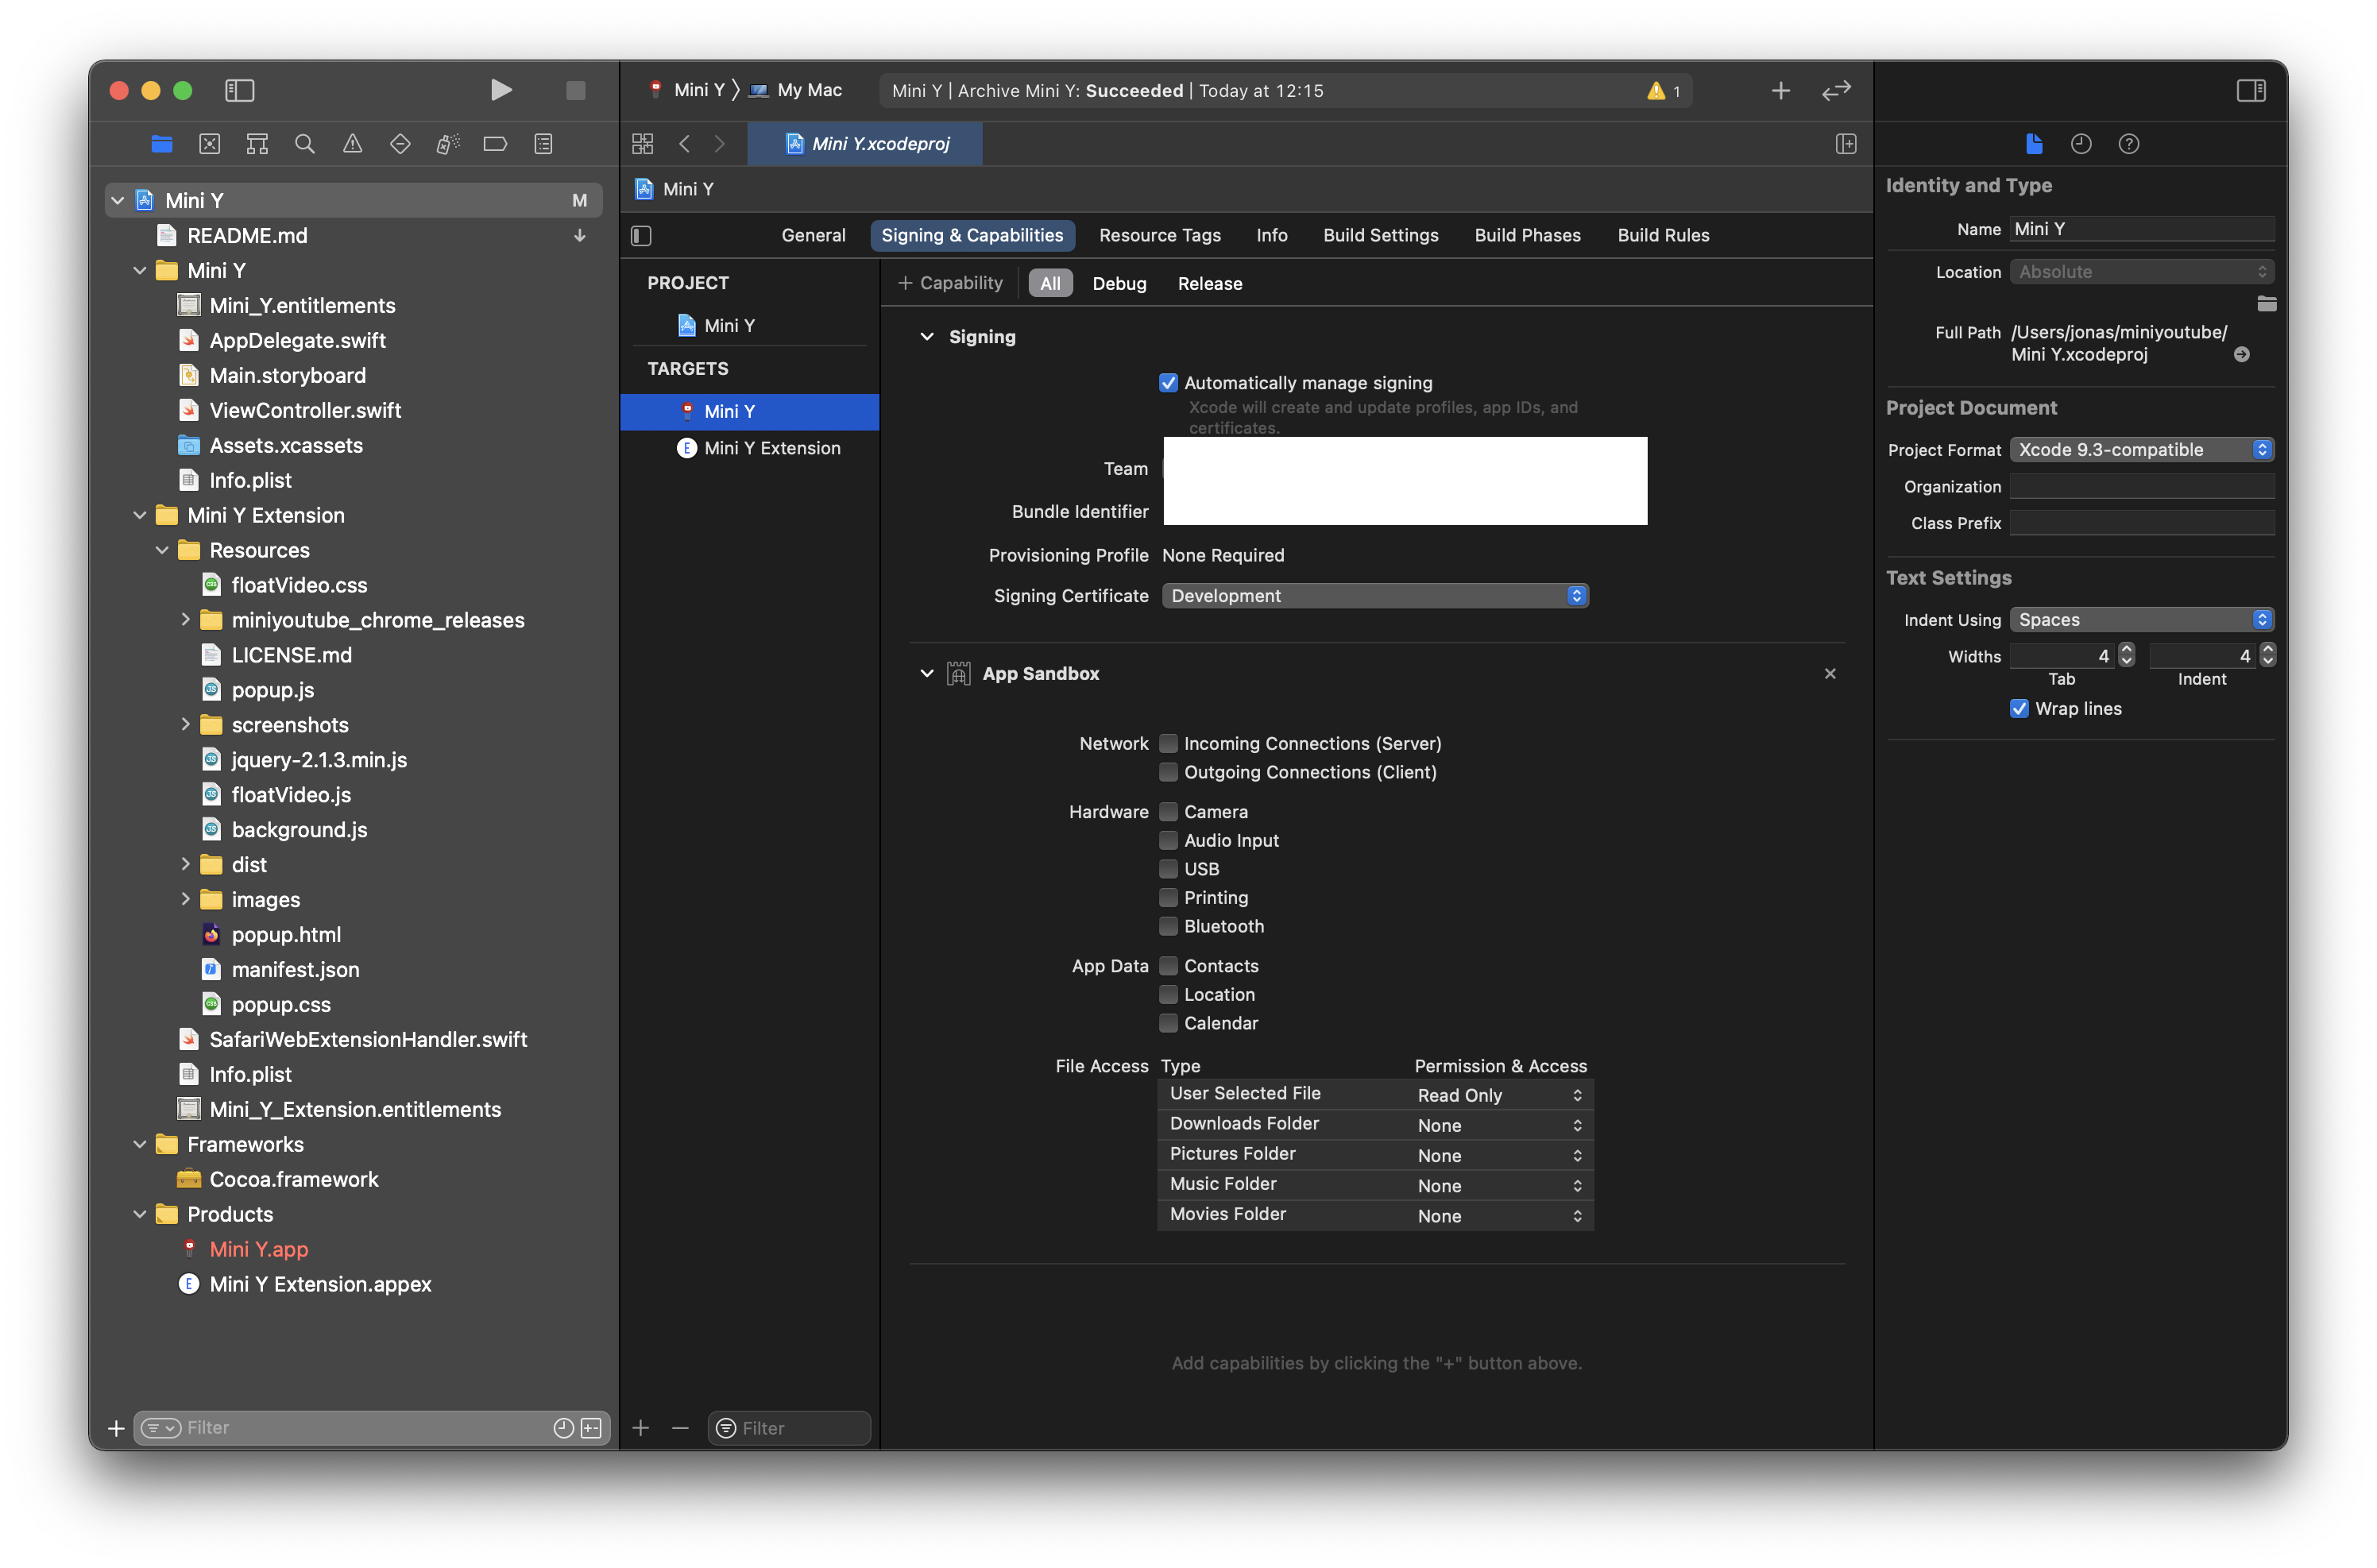 Mini Y
My Mac
Mini Y | Archive Mini Y: Succeeded | Today at 12:15
1
Mini Y.xcodeproj
Mini Y
M
README.md
Mini Y
Mini_Y.entitlements
AppDelegate.swift
Main.storyboard
ViewController.swift
Assets.xcassets
Info.plist
Mini Y Extension
Resources
floatVideo.css
miniyoutube_chrome_releases
LICENSE.md
popup.js
screenshots
jquery-2.1.3.min.js
floatVideo.js
background.js
dist
images
popup.html
manifest.json
popup.css
SafariWebExtensionHandler.swift
Info.plist
Mini_Y_Extension.entitlements
Frameworks
Cocoa.framework
Products
Mini Y.app
E
Mini Y Extension.appex
Filter
Mini Y
General
Signing & Capabilities
Resource Tags
Info
Build Settings
Build Phases
Build Rules
PROJECT
Mini Y
TARGETS
Mini Y
E
Mini Y Extension
Filter
+ Capability
All
Debug
Release
Signing
Automatically manage signing
Xcode will create and update profiles, app IDs, and
certificates.
Team
Bundle Identifier
Provisioning Profile None Required
Signing Certificate Development
App Sandbox
Network Incoming Connections (Server)
Outgoing Connections (Client)
Hardware Camera
Audio Input
USB
Printing
Bluetooth
App Data Contacts
Location
Calendar
File Access Type Permission & Access
User Selected File Read Only
Downloads Folder None
Pictures Folder None
Music Folder None
Movies Folder None
Add capabilities by clicking the "+" button above.
Identity and Type
Name Mini Y
Location Absolute
Full Path /Users/jonas/miniyoutube/
Mini Y.xcodeproj
Project Document
Project Format Xcode 9.3-compatible
Organization
Class Prefix
Text Settings
Indent Using Spaces
Widths 4 4
Tab Indent
Wrap lines